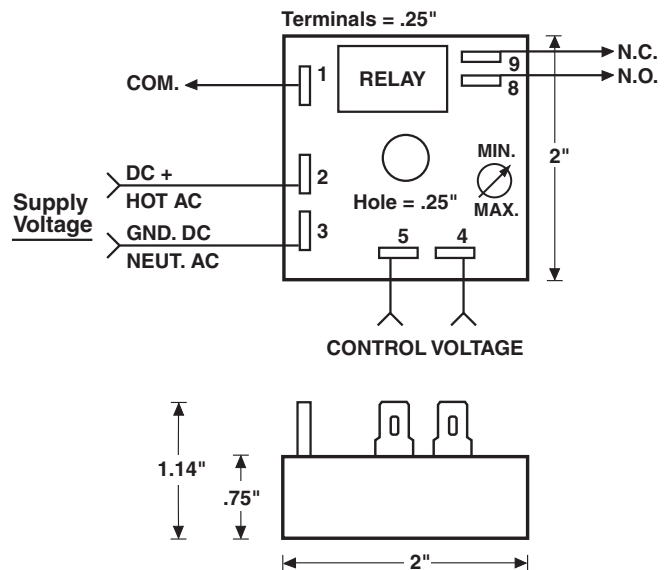 Terminals = .25"
COM.
1
RELAY
9
N.C.
8
N.O.
DC +
HOT AC
2
Supply
Voltage
GND. DC
NEUT. AC
3
Hole = .25"
MIN.
MAX.
2"
5
4
CONTROL VOLTAGE
1.14"
.75"
2"